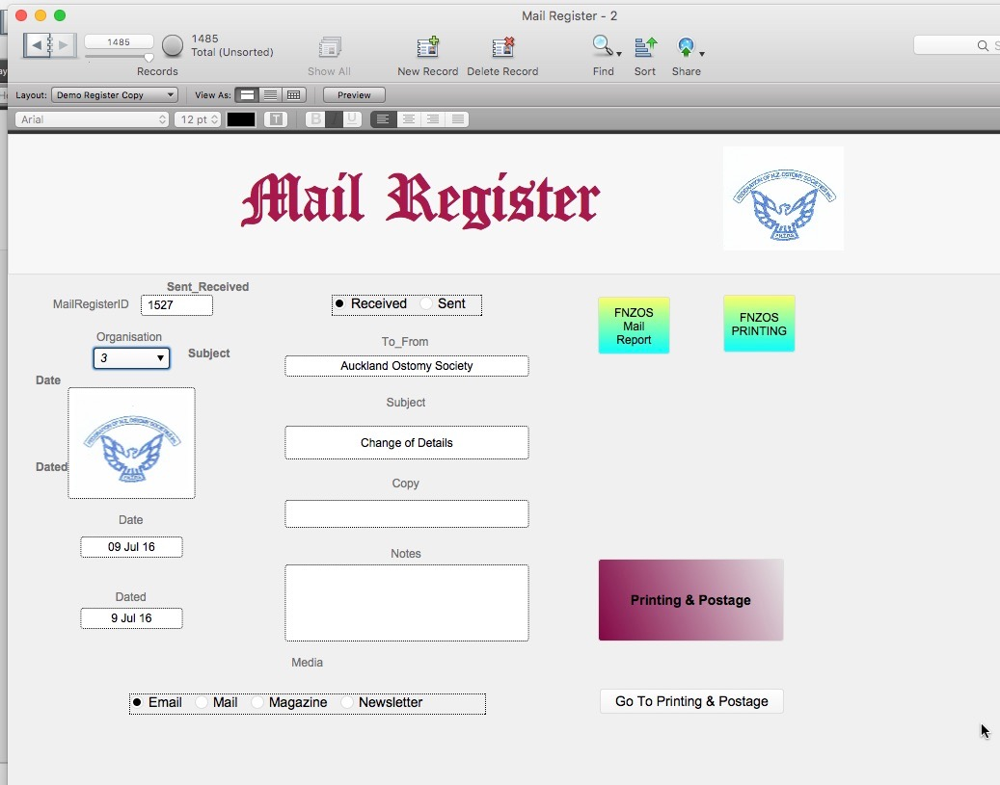 Mail Register - 2
1485
1485
Total (Unsorted)
Records
Show All
New Record
Delete Record
Find
Sort
Share
Layout:
Demo Register Copy
View As:
Preview
Arial
12 pt
T
B
I
U
Mail Register
FEDERATION OF N.Z. OSTOMY SOCIETIES INC
F.N.Z.O.S
Sent_Received
MailRegisterID
1527
Received
Sent
FNZOS
Mail
Report
FNZOS
PRINTING
Organisation
3
Subject
To_From
Auckland Ostomy Society
Date
Subject
FEDERATION OF N.Z. OSTOMY SOCIETIES INC
F.N.Z.O.S
Change of Details
Dated
Copy
Date
09 Jul 16
Notes
Dated
9 Jul 16
Printing & Postage
Media
Email
Mail
Magazine
Newsletter
Go To Printing & Postage